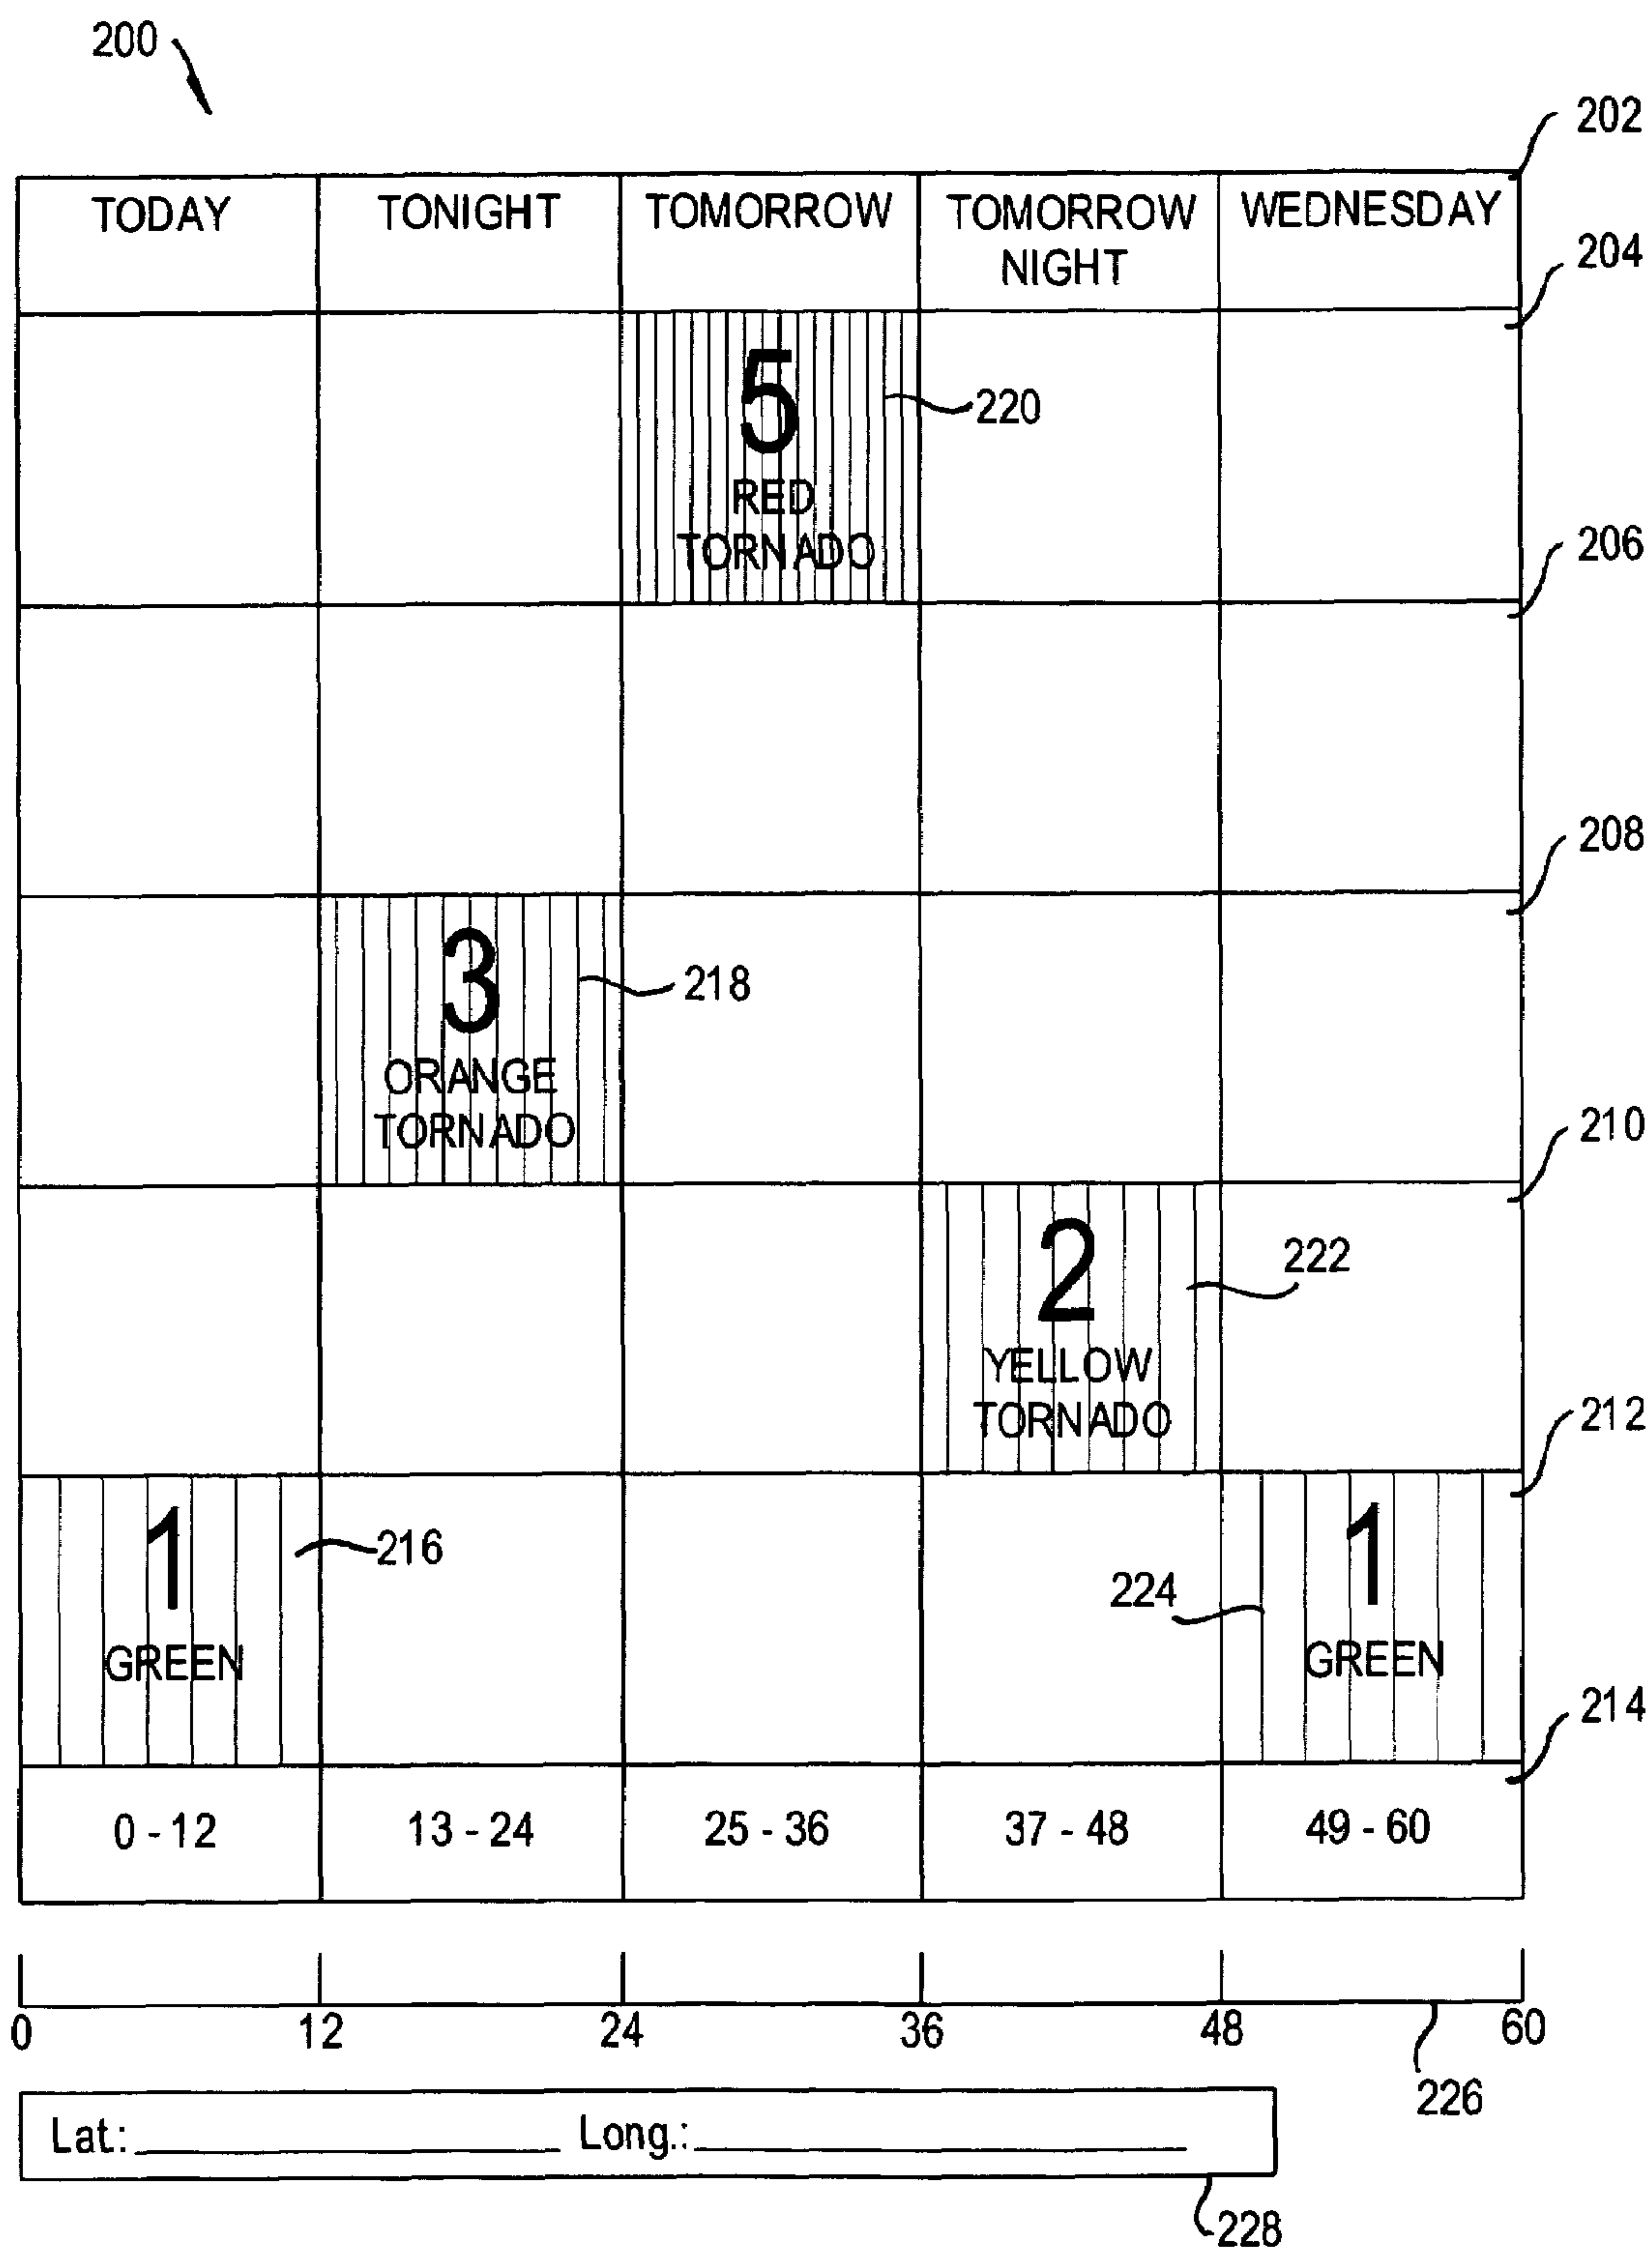 200
202
TODAY TONIGHT TOMORROW TOMORROW NIGHT WEDNESDAY
204
5
220
RED
TORNADO
206
208
3
218
ORANGE
TORNADO
210
2
222
YELLOW
TORNADO
212
1
216
GREEN
224
1
GREEN
214
0 - 12 13 - 24 25 - 36 37 - 48 49 - 60
0 12 24 36 48 60
226
Lat.: Long.:
228